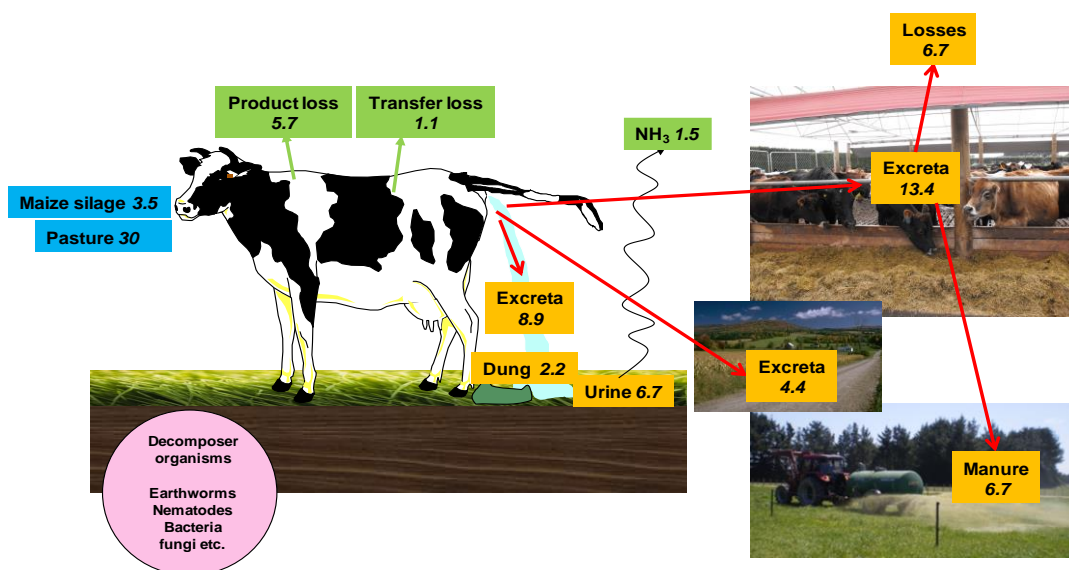 Losses
6.7
Product loss
5.7
Transfer loss
1.1
NH₃ 1.5
Excreta
13.4
Maize silage 3.5
Pasture 30
Excreta
8.9
Dung 2.2
Urine 6.7
Excreta
4.4
Decomposer
organisms
Earthworms
Nematodes
Bacteria
fungi etc.
Manure
6.7